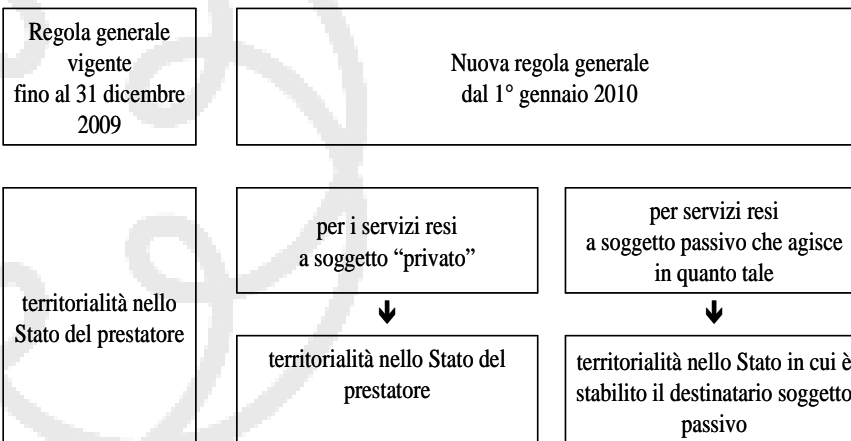 Regola generale
vigente
fino al 31 dicembre
2009
Nuova regola generale
dal 1° gennaio 2010
territorialità nello
Stato del prestatore
per i servizi resi
a soggetto “privato”
territorialità nello Stato del
prestatore
per servizi resi
a soggetto passivo che agisce
in quanto tale
territorialità nello Stato in cui è
stabilito il destinatario soggetto
passivo